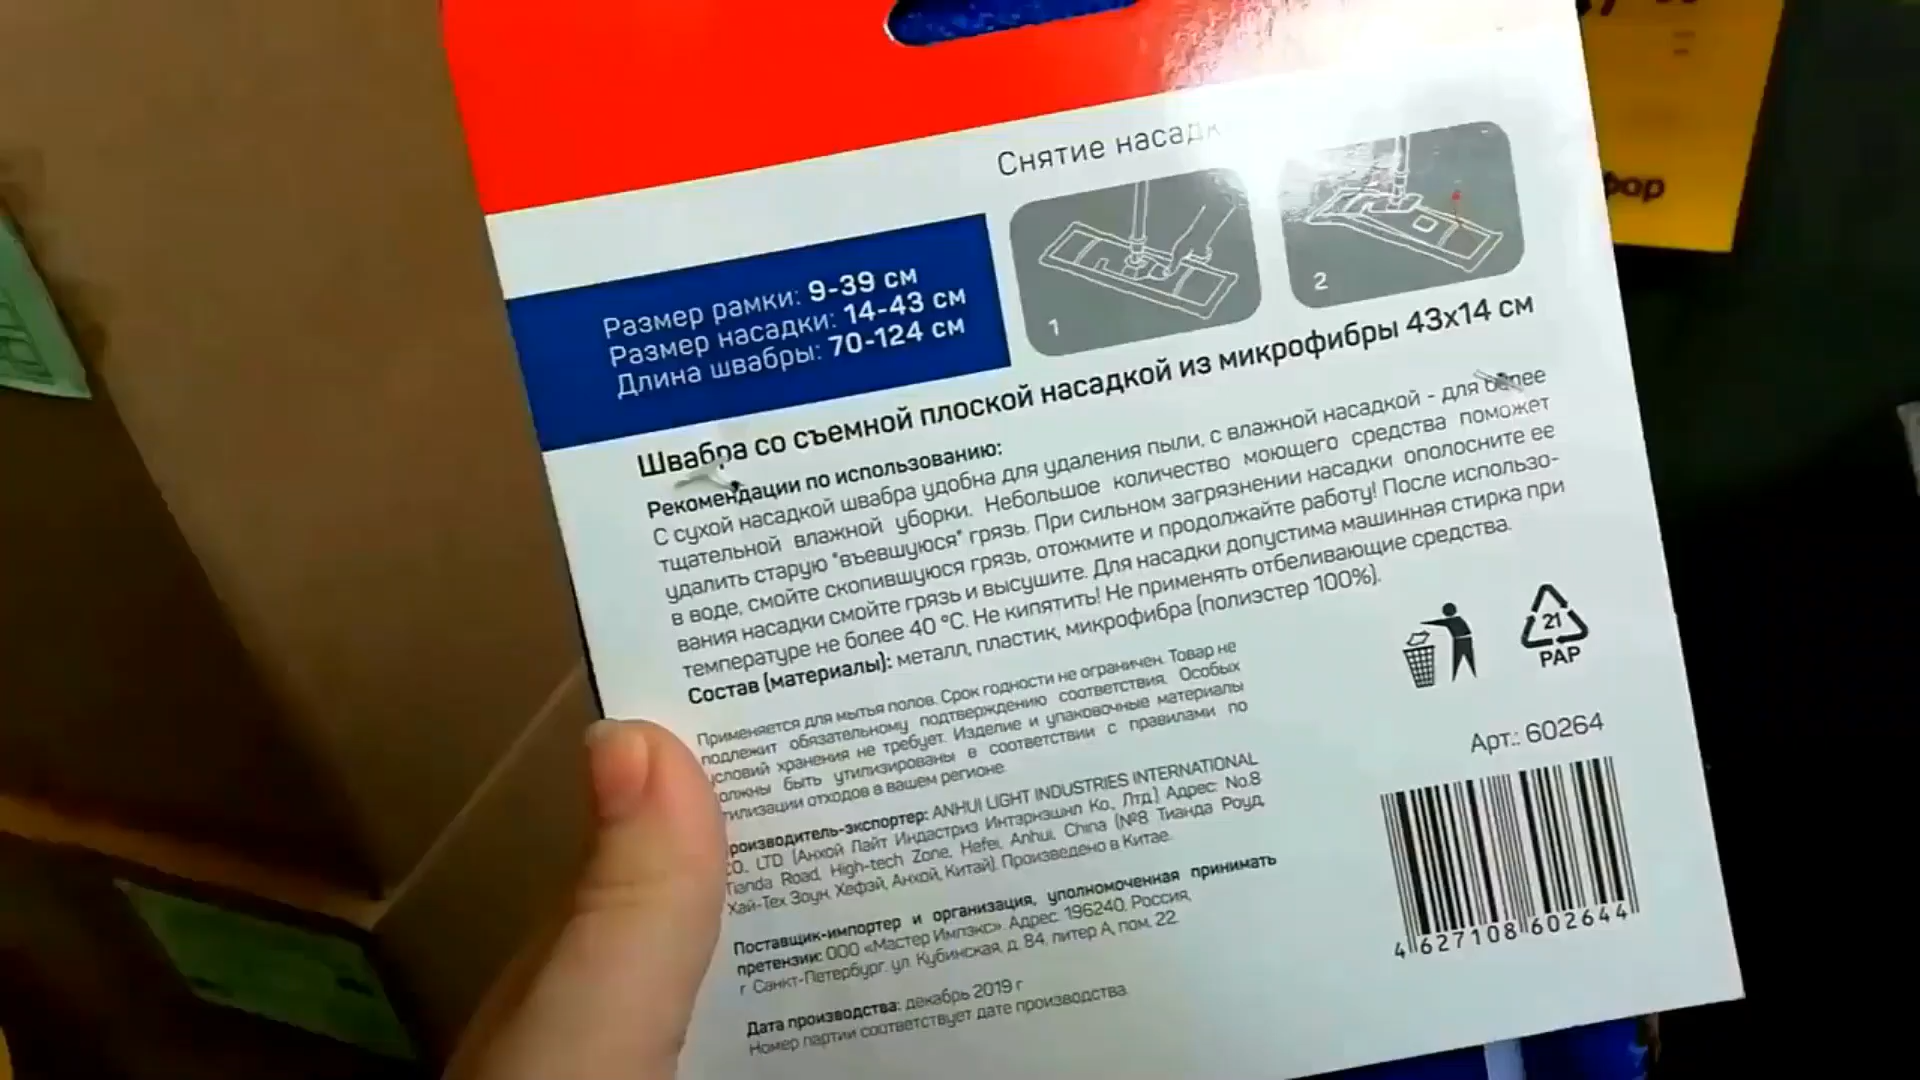 Снятие насадк
1
2
Размер рамки: 9-39 см
Размер насадки: 14-43 см
Длина швабры: 70-124 см
Швабра со съемной плоской насадкой из микрофибры 43х14 см
Рекомендации по использованию:
С сухой насадкой швабра удобна для удаления пыли, с влажной насадкой - для более
тщательной влажной уборки. Небольшое количество моющего средства поможет
удалить старую "въевшуюся" грязь. При сильном загрязнении насадки ополосните ее
в воде, смойте скопившуюся грязь, отожмите и продолжайте работу! После использо-
вания насадки смойте грязь и высушите. Для насадки допустима машинная стирка при
температуре не более 40 °С. Не кипятить! Не применять отбеливающие средства.
Состав (материалы): металл, пластик, микрофибра (полиэстер 100%).
Применяется для мытья полов. Срок годности не ограничен. Товар не
подлежит обязательному подтверждению соответствия. Особых
условий хранения не требует. Изделие и упаковочные материалы
олжны быть утилизированы в соответствии с правилами по
тилизации отходов в вашем регионе.
роизводитель-экспортер: ANHUI LIGHT INDUSTRIES INTERNATIONAL
CO., LTD (Анхой Лайт Индастриз Интэрнэшнл Ко., Лтд.) Адрес: No.8
Tianda Road, High-tech Zone, Hefei, Anhui, China (№8 Тианда Роуд,
Хай-Тех Зоун, Хефэй, Анхой, Китай). Произведено в Китае.
Поставщик-импортер и организация, уполномоченная принимать
претензии: ООО «Мастер Импэкс». Адрес: 196240, Россия,
г. Санкт-Петербург, ул. Кубинская, д. 84, литер А, пом. 22.
Дата производства: декабрь 2019 г.
Номер партии соответствует дате производства.
21
PAP
Арт.: 60264
4 627108 602644
фор